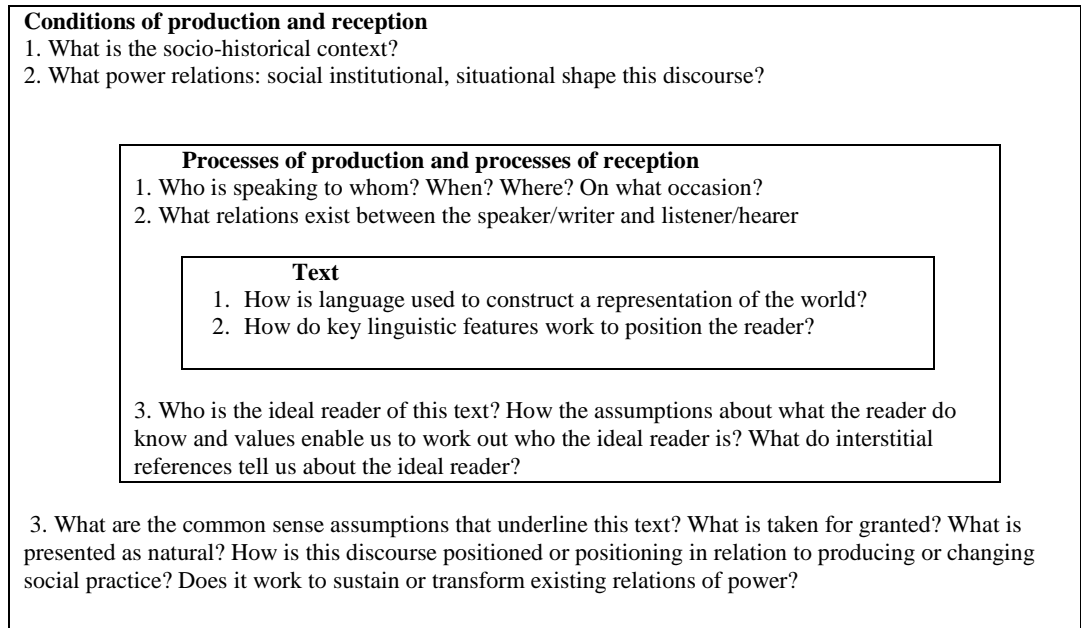 Conditions of production and reception
1. What is the socio-historical context?
2. What power relations: social institutional, situational shape this discourse?
Processes of production and processes of reception
1. Who is speaking to whom? When? Where? On what occasion?
2. What relations exist between the speaker/writer and listener/hearer
Text
1. How is language used to construct a representation of the world?
2. How do key linguistic features work to position the reader?
3. Who is the ideal reader of this text? How the assumptions about what the reader do
know and values enable us to work out who the ideal reader is? What do interstitial
references tell us about the ideal reader?
3. What are the common sense assumptions that underline this text? What is taken for granted? What is
presented as natural? How is this discourse positioned or positioning in relation to producing or changing
social practice? Does it work to sustain or transform existing relations of power?